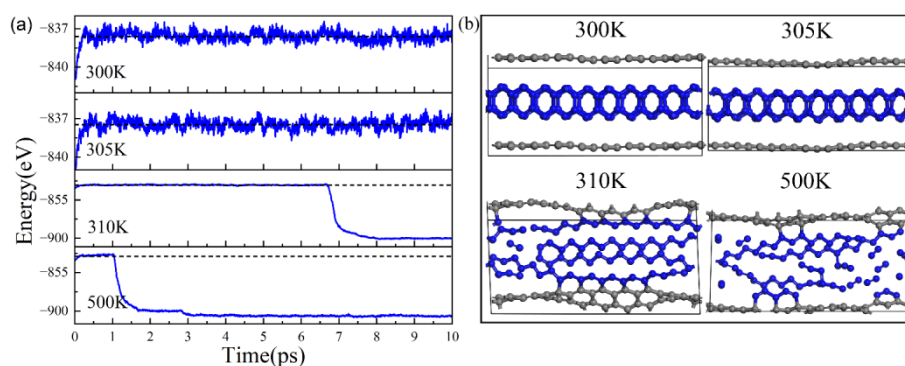 (a)
Energy(eV)
−837
−840
300K
−837
−840
305K
−855
−900
310K
−855
−900
500K
0 1 2 3 4 5 6 7 8 9 10
Time(ps)
(b)
300K 305K
310K 500K